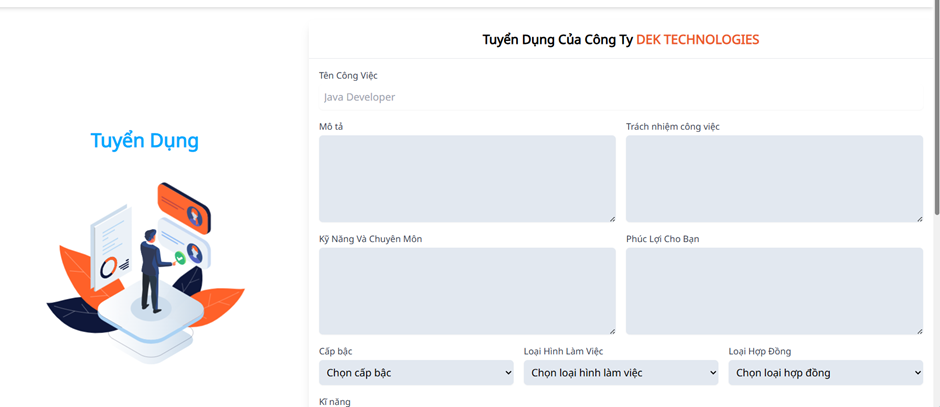 Tuyển Dụng Của Công Ty DEK TECHNOLOGIES
Tuyển Dụng
Tên Công Việc
Java Developer
Mô tả
Trách nhiệm công việc
Kỹ Năng Và Chuyên Môn
Phúc Lợi Cho Bạn
Cấp bậc
Loại Hình Làm Việc
Loại Hợp Đồng
Chọn cấp bậc
Chọn loại hình làm việc
Chọn loại hợp đồng
Kĩ năng